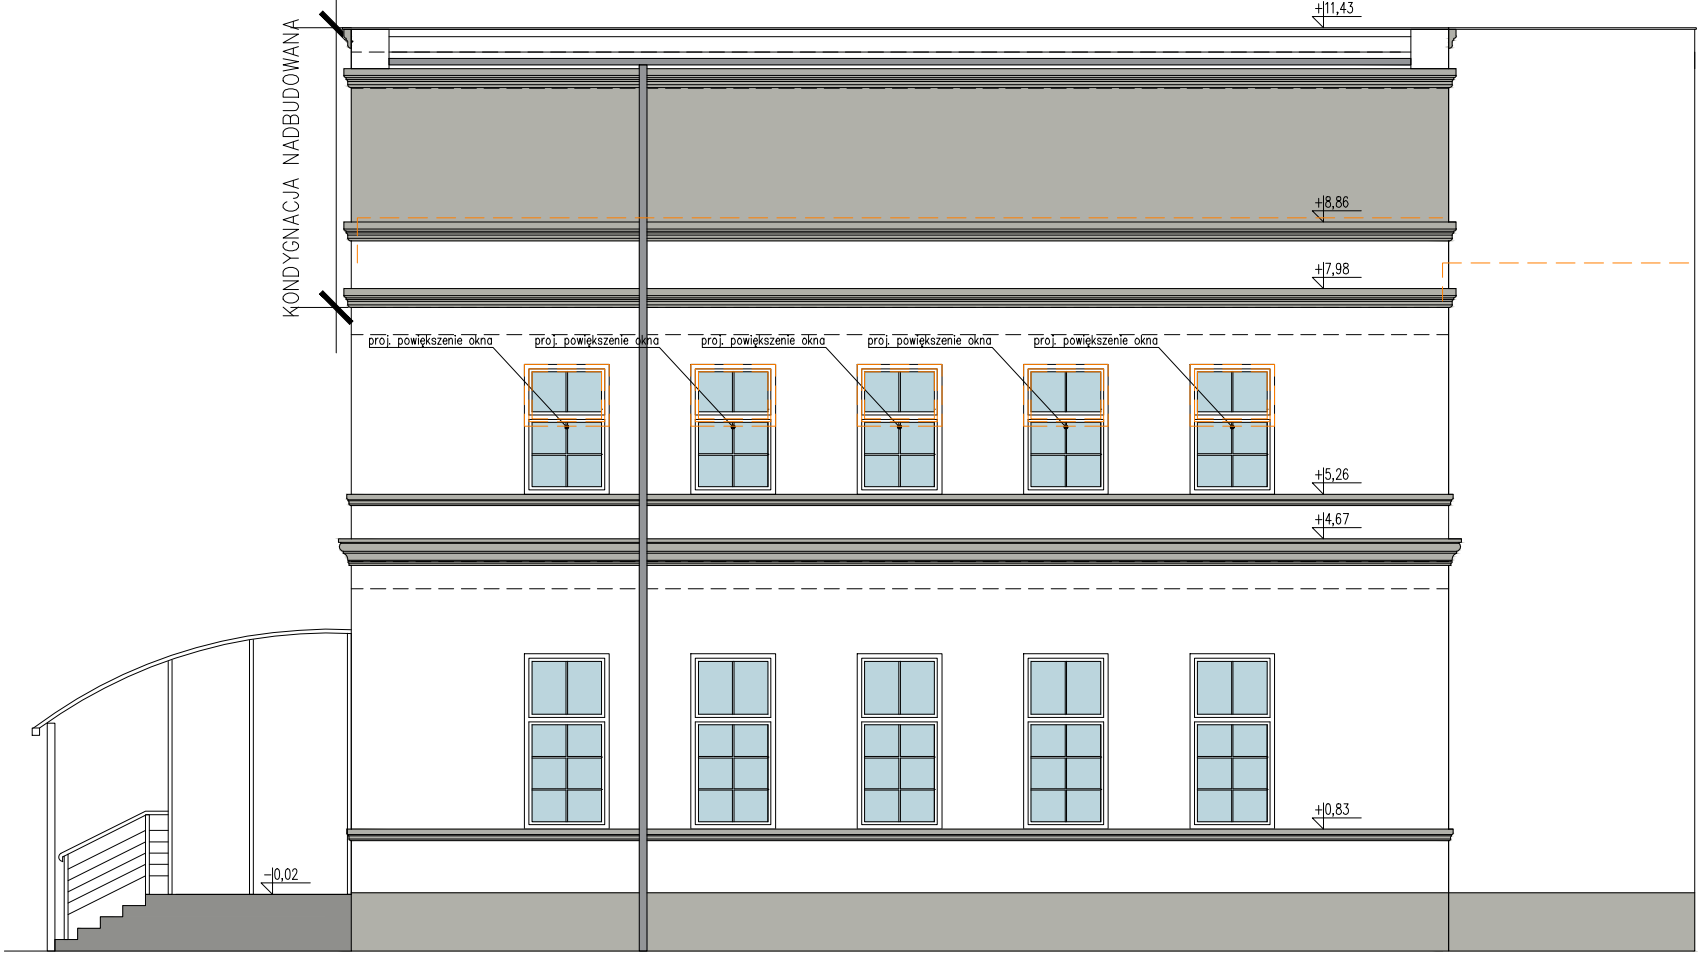 +11,43
KONDYGNACJA NADBUDOWANA
+8,86
+7,98
proj. powiększenie okna
proj. powiększenie okna
proj. powiększenie okna
proj. powiększenie okna
proj. powiększenie okna
+5,26
+4,67
+0,83
-0,02